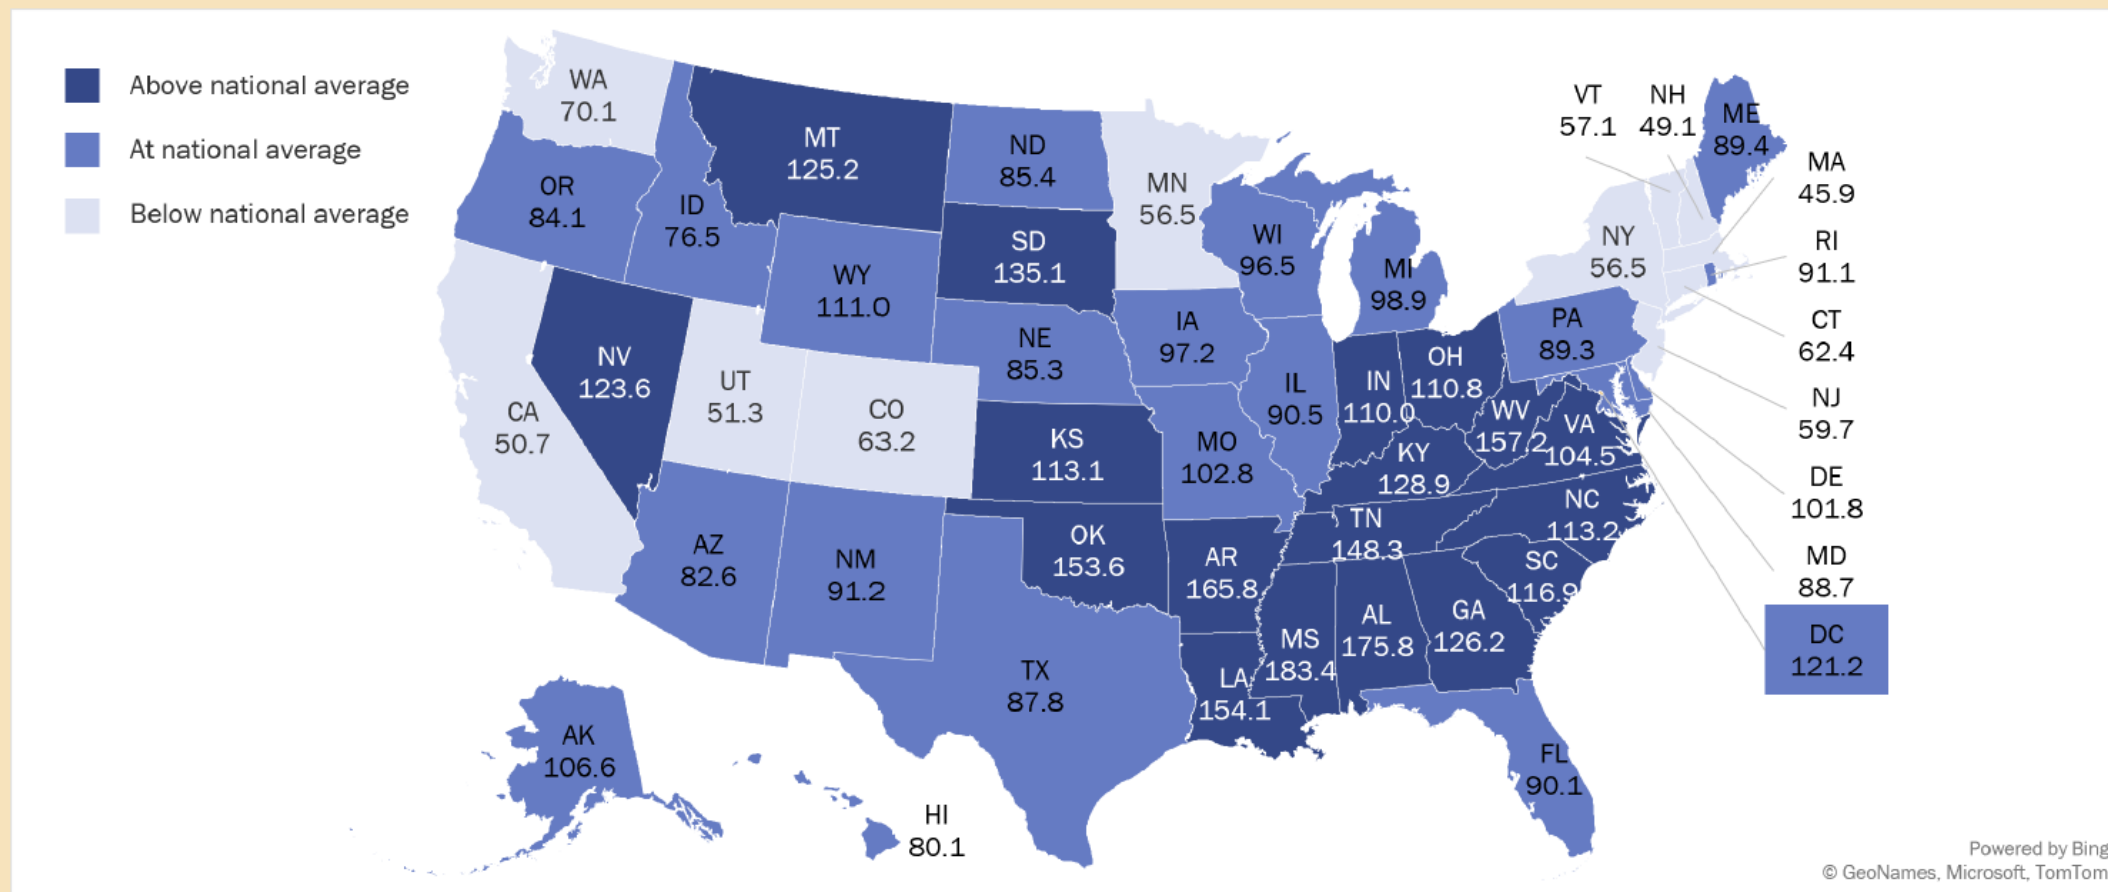 Above national average
At national average
Below national average
WA
70.1
OR
84.1
ID
76.5
MT
125.2
ND
85.4
MN
56.5
SD
135.1
WY
111.0
NE
85.3
NV
123.6
UT
51.3
CO
63.2
CA
50.7
KS
113.1
AZ
82.6
NM
91.2
OK
153.6
TX
87.8
IA
97.2
MO
102.8
WI
96.5
IL
90.5
MI
98.9
IN
110.0
OH
110.8
KY
128.9
WV
157.2
VA
104.5
PA
89.3
NY
56.5
VT
57.1
NH
49.1
ME
89.4
MA
45.9
RI
91.1
CT
62.4
NJ
59.7
DE
101.8
MD
88.7
DC
121.2
NC
113.2
TN
148.3
SC
116.9
AR
165.8
MS
183.4
AL
175.8
GA
126.2
LA
154.1
FL
90.1
AK
106.6
HI
80.1
Powered by Bing
© GeoNames, Microsoft, TomTom